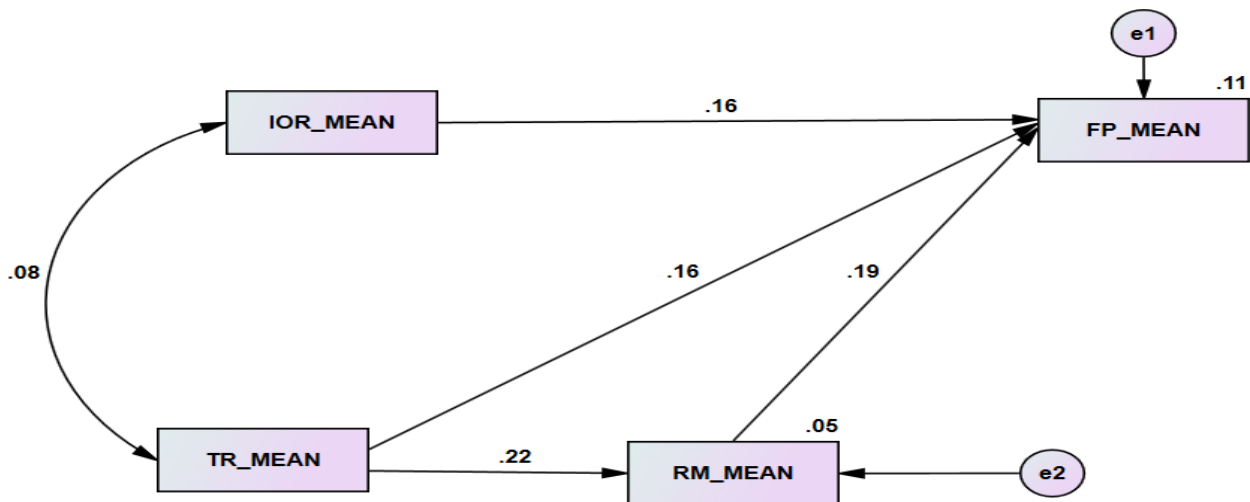 e1
.11
IOR_MEAN
.16
FP_MEAN
.08
.16
.19
.05
TR_MEAN
.22
RM_MEAN
e2